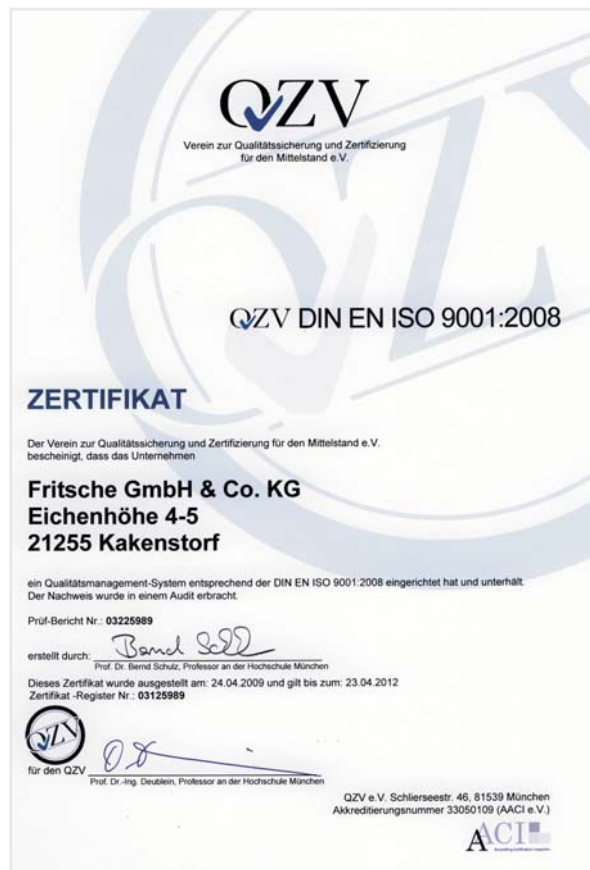 QZV
Verein zur Qualitätssicherung und Zertifizierung
für den Mittelstand e.V.
QZV DIN EN ISO 9001:2008
ZERTIFIKAT
Der Verein zur Qualitätssicherung und Zertifizierung für den Mittelstand e.V.
bescheinigt, dass das Unternehmen
Fritsche GmbH & Co. KG
Eichenhöhe 4-5
21255 Kakenstorf
ein Qualitätsmanagement-System entsprechend der DIN EN ISO 9001:2008 eingerichtet hat und unterhält.
Der Nachweis wurde in einem Audit erbracht.
Prüf-Bericht Nr.: 03225989
erstellt durch:
Prof. Dr. Bernd Schulz, Professor an der Hochschule München
Dieses Zertifikat wurde ausgestellt am: 24.04.2009 und gilt bis zum: 23.04.2012
Zertifikat -Register Nr.: 03125989
QZV
für den QZV
Prof. Dr.-Ing. Deublein, Professor an der Hochschule München
QZV e.V. Schlierseestr. 46, 81539 München
Akkreditierungsnummer 33050109 (AACI e.V.)
AACI